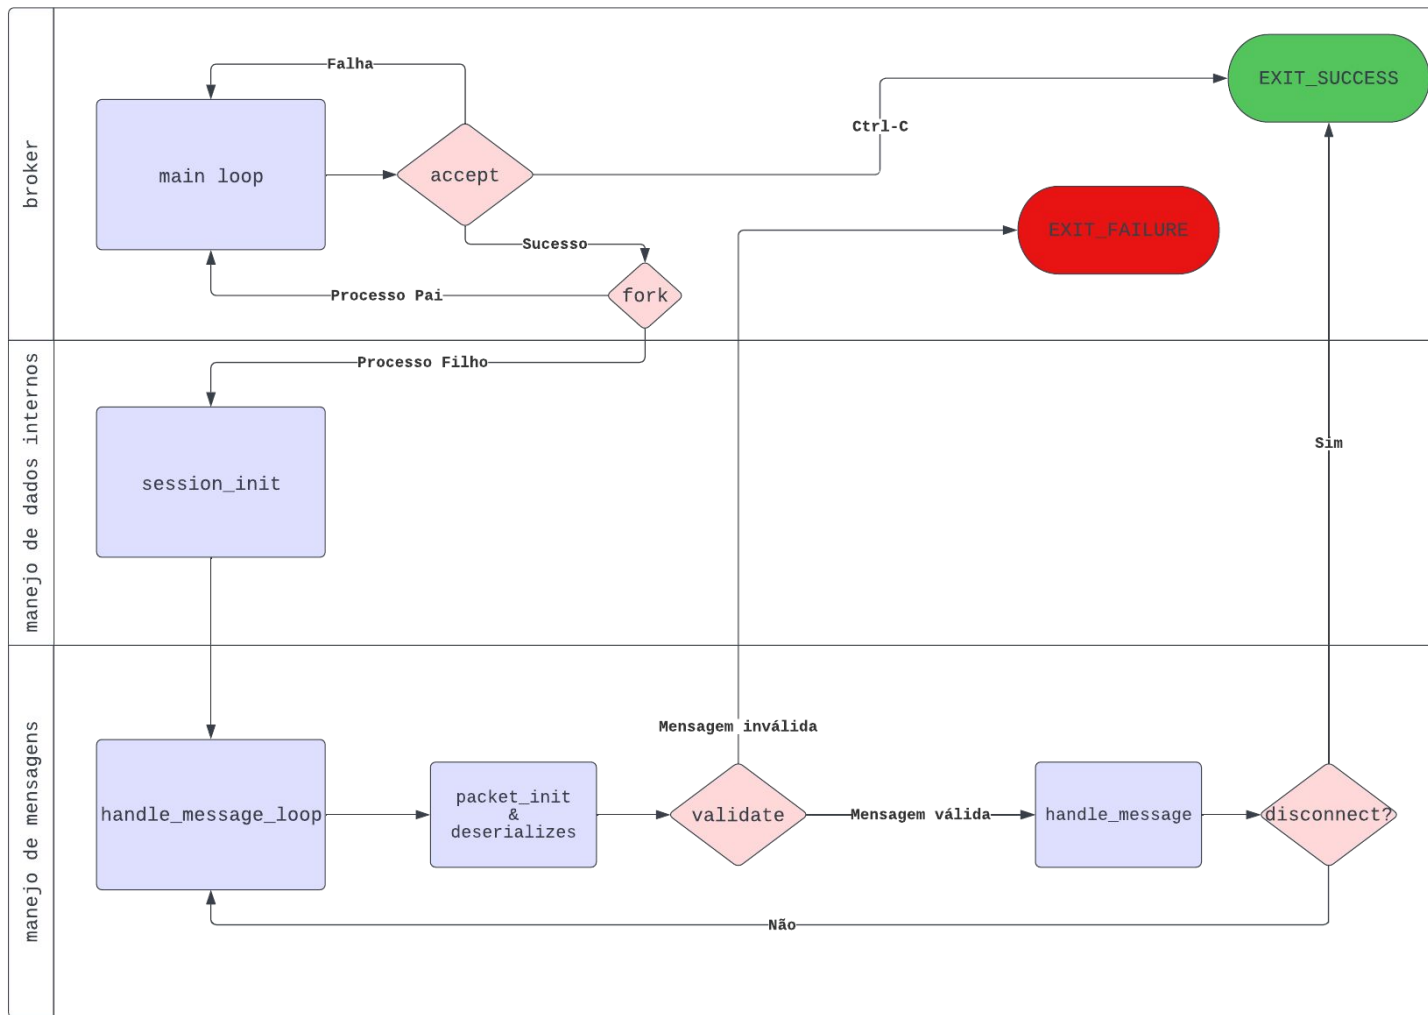 broker
Falha
main loop
accept
Ctrl-C
EXIT_SUCCESS
EXIT_FAILURE
Sucesso
fork
Processo Pai
manejo de dados internos
Processo Filho
session_init
Sim
manejo de mensagens
Mensagem inválida
handle_message_loop
packet_init
&
deserializes
validate
Mensagem válida
handle_message
disconnect?
Não